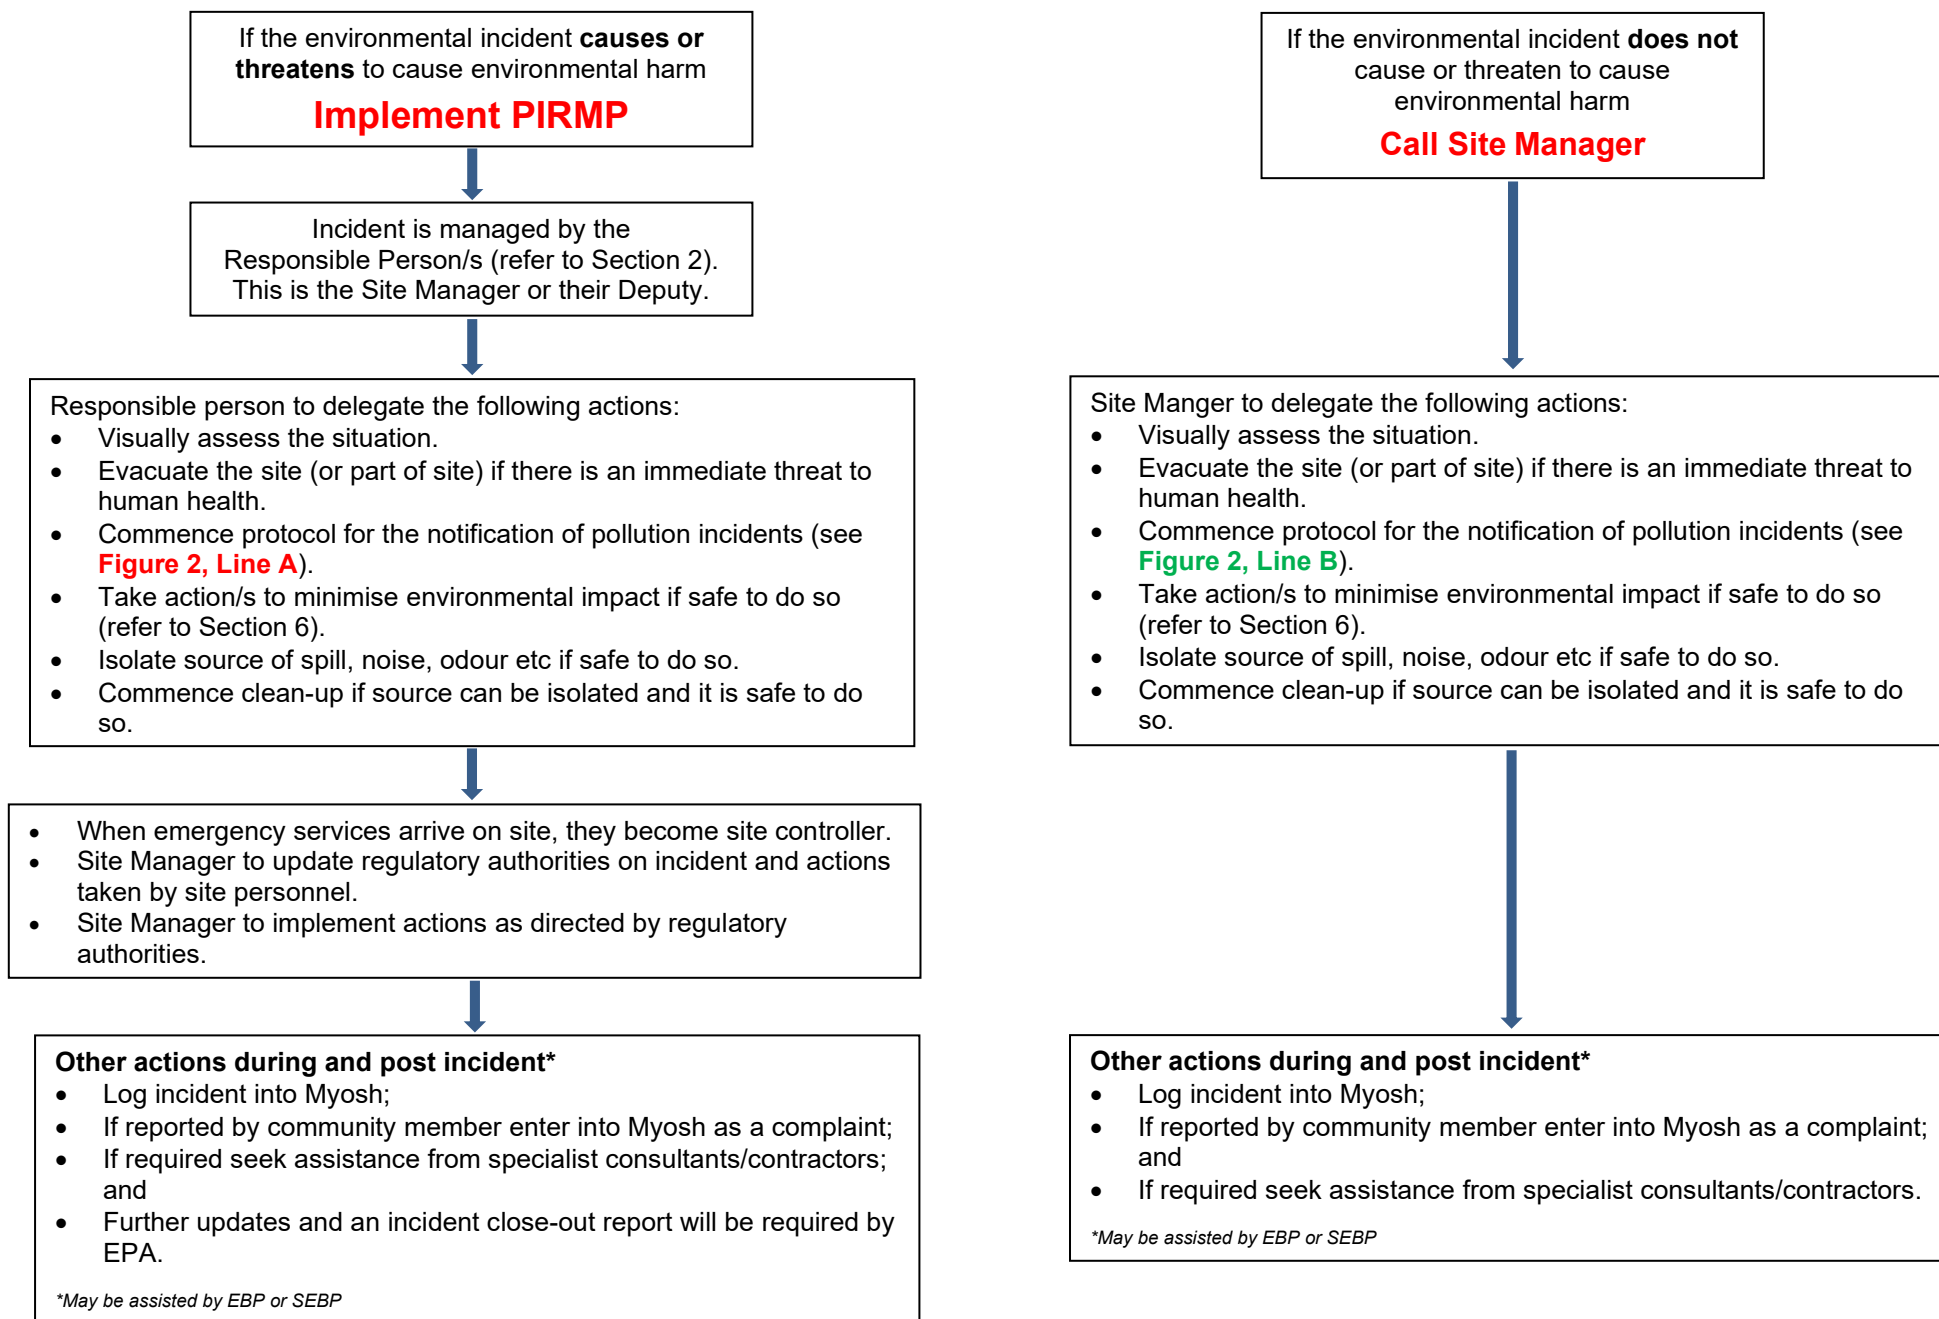 If the environmental incident causes or
threatens to cause environmental harm
Implement PIRMP
Incident is managed by the
Responsible Person/s (refer to Section 2).
This is the Site Manager or their Deputy.
Responsible person to delegate the following actions:
• Visually assess the situation.
• Evacuate the site (or part of site) if there is an immediate threat to
human health.
• Commence protocol for the notification of pollution incidents (see
Figure 2, Line A).
• Take action/s to minimise environmental impact if safe to do so
(refer to Section 6).
• Isolate source of spill, noise, odour etc if safe to do so.
• Commence clean-up if source can be isolated and it is safe to do
so.
• When emergency services arrive on site, they become site controller.
• Site Manager to update regulatory authorities on incident and actions
taken by site personnel.
• Site Manager to implement actions as directed by regulatory
authorities.
Other actions during and post incident*
• Log incident into Myosh;
• If reported by community member enter into Myosh as a complaint;
• If required seek assistance from specialist consultants/contractors;
and
• Further updates and an incident close-out report will be required by
EPA.
*May be assisted by EBP or SEBP
If the environmental incident does not
cause or threaten to cause
environmental harm
Call Site Manager
Site Manger to delegate the following actions:
• Visually assess the situation.
• Evacuate the site (or part of site) if there is an immediate threat to
human health.
• Commence protocol for the notification of pollution incidents (see
Figure 2, Line B).
• Take action/s to minimise environmental impact if safe to do so
(refer to Section 6).
• Isolate source of spill, noise, odour etc if safe to do so.
• Commence clean-up if source can be isolated and it is safe to do
so.
Other actions during and post incident*
• Log incident into Myosh;
• If reported by community member enter into Myosh as a complaint;
and
• If required seek assistance from specialist consultants/contractors.
*May be assisted by EBP or SEBP